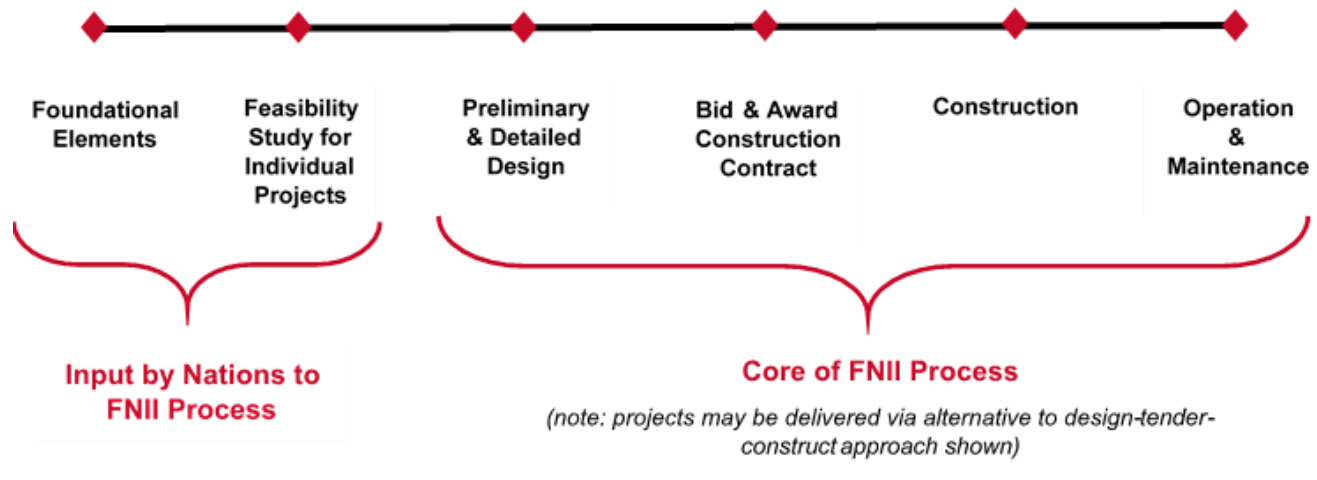 Foundational
Elements
Feasibility
Study for
Individual
Projects
Preliminary
& Detailed
Design
Bid & Award
Construction
Contract
Construction
Operation
&
Maintenance
Input by Nations to
FNII Process
Core of FNII Process
(note: projects may be delivered via alternative to design-tender-
construct approach shown)